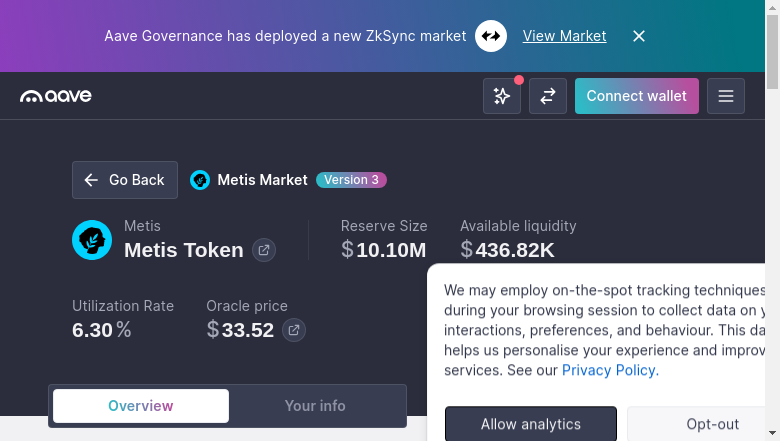 Aave Governance has deployed a new ZkSync market View Market
aave
Connect wallet
Go Back
Metis Market Version 3
Metis
Metis Token
Reserve Size
$10.10M
Available liquidity
$436.82K
Utilization Rate
6.30%
Oracle price
$33.52
Overview
Your info
We may employ on-the-spot tracking techniques
during your browsing session to collect data on
interactions, preferences, and behaviour. This da
helps us personalise your experience and improv
services. See our Privacy Policy.
Allow analytics
Opt-out